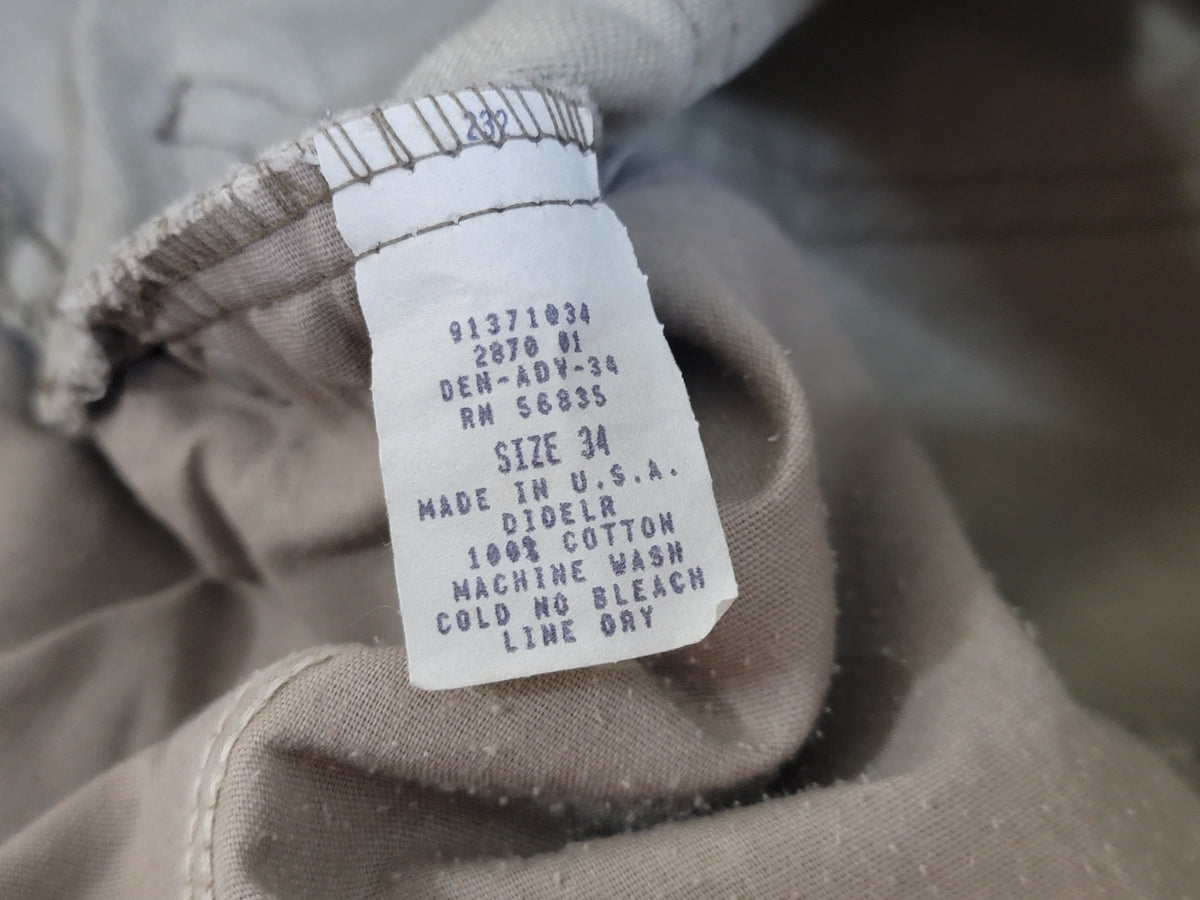 232
91371034
2870 01
DEN-ADV-34
RN 56835
SIZE 34
MADE IN U.S.A.
DIDELR
100% COTTON
MACHINE WASH
COLD NO BLEACH
LINE DRY